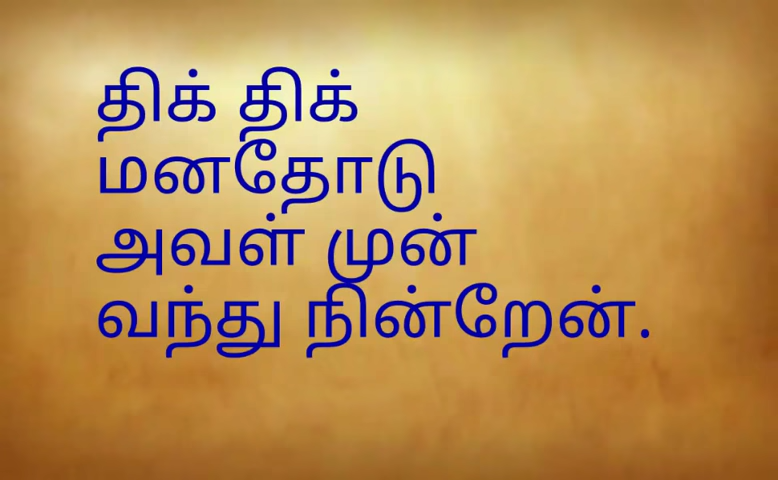 திக் திக்
மனதோடு
அவள் முன்
வந்து நின்றேன்.